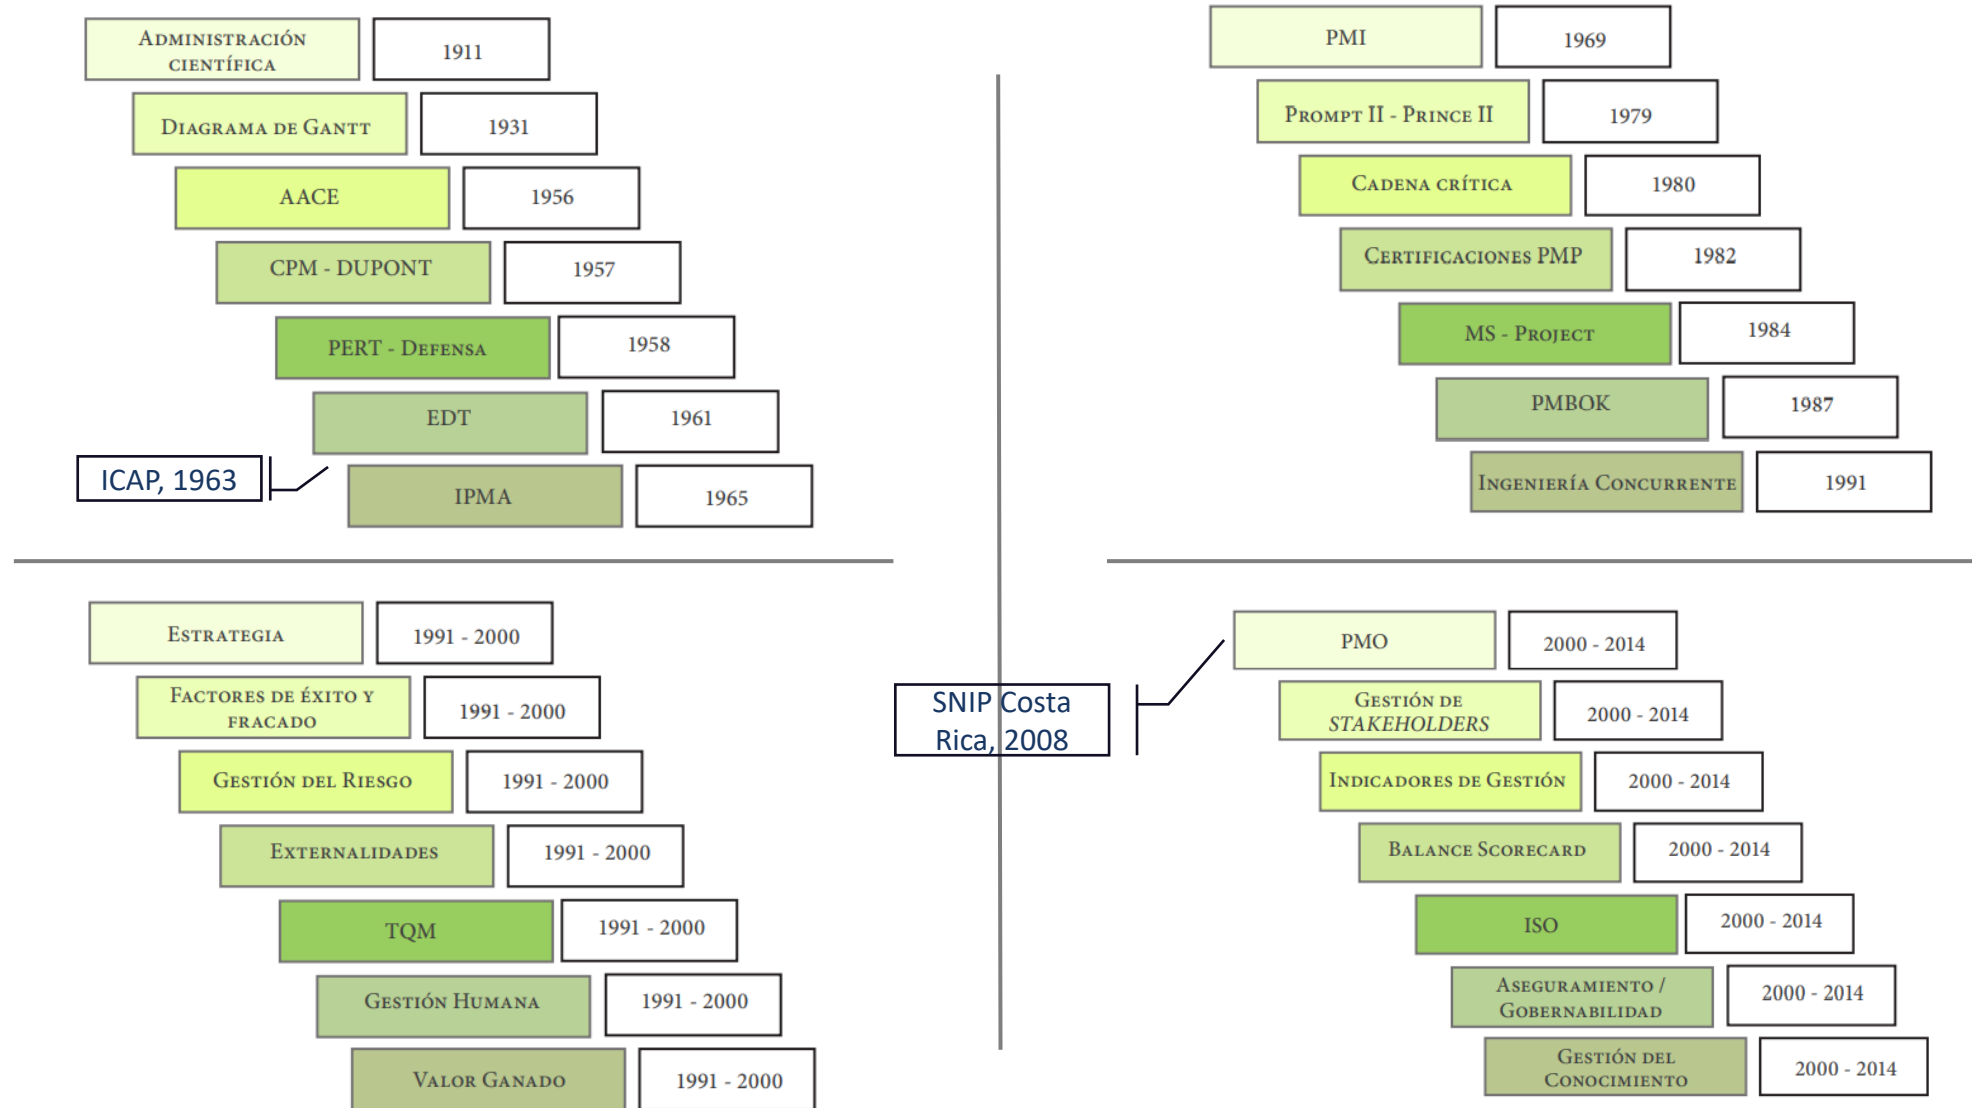 ADMINISTRACIÓN
CIENTÍFICA
1911
DIAGRAMA DE GANTT
1931
AACE
1956
CPM - DUPONT
1957
PERT - DEFENSA
1958
EDT
1961
ICAP, 1963
IPMA
1965
PMI
1969
PROMPT II - PRINCE II
1979
CADENA CRÍTICA
1980
CERTIFICACIONES PMP
1982
MS - PROJECT
1984
PMBOK
1987
INGENIERÍA CONCURRENTE
1991
ESTRATEGIA
1991 - 2000
FACTORES DE ÉXITO Y
FRACADO
1991 - 2000
GESTIÓN DEL RIESGO
1991 - 2000
EXTERNALIDADES
1991 - 2000
TQM
1991 - 2000
GESTIÓN HUMANA
1991 - 2000
VALOR GANADO
1991 - 2000
SNIP Costa
Rica, 2008
PMO
2000 - 2014
GESTIÓN DE
STAKEHOLDERS
2000 - 2014
INDICADORES DE GESTIÓN
2000 - 2014
BALANCE SCORECARD
2000 - 2014
ISO
2000 - 2014
ASEGURAMIENTO /
GOBERNABILIDAD
2000 - 2014
GESTIÓN DEL
CONOCIMIENTO
2000 - 2014